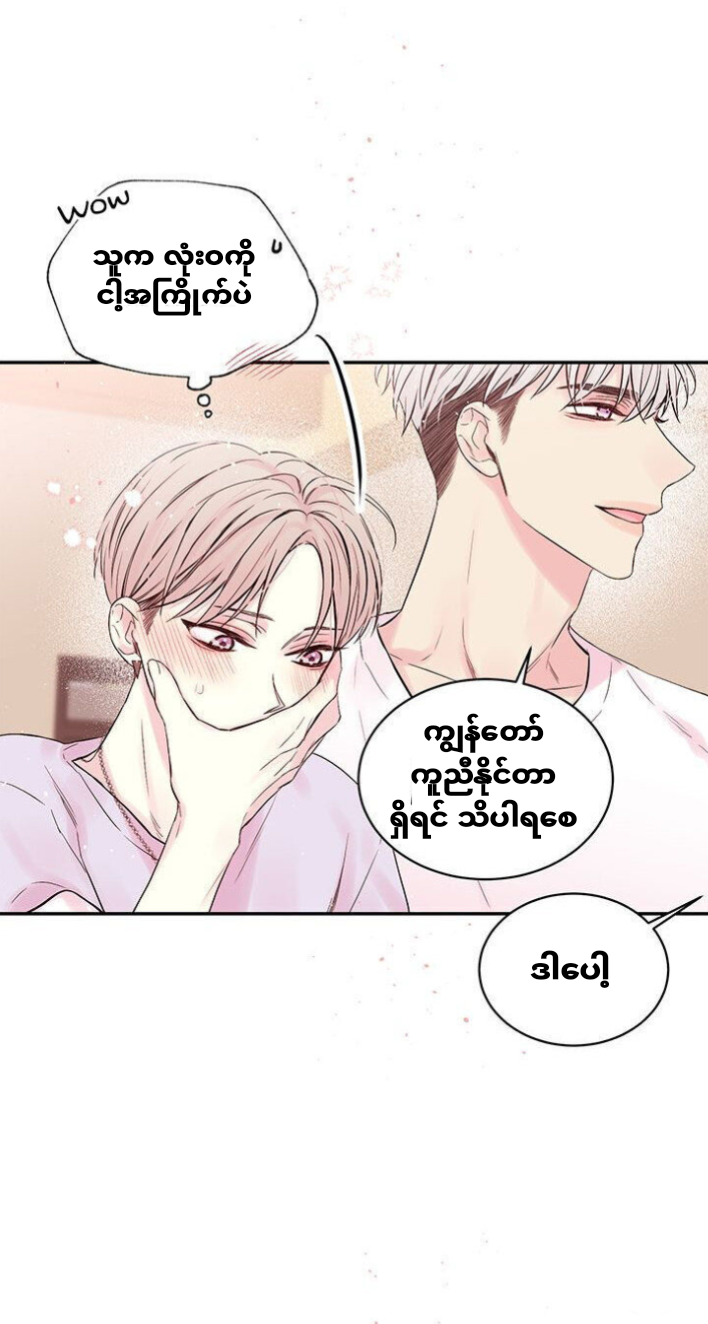 WOW
သူက လုံးဝကို
ငါ့အကြိုက်ပဲ
ကျွန်တော်
ကူညီနိုင်တာ
ရှိရင် သိပါရစေ
ဒါပေါ့